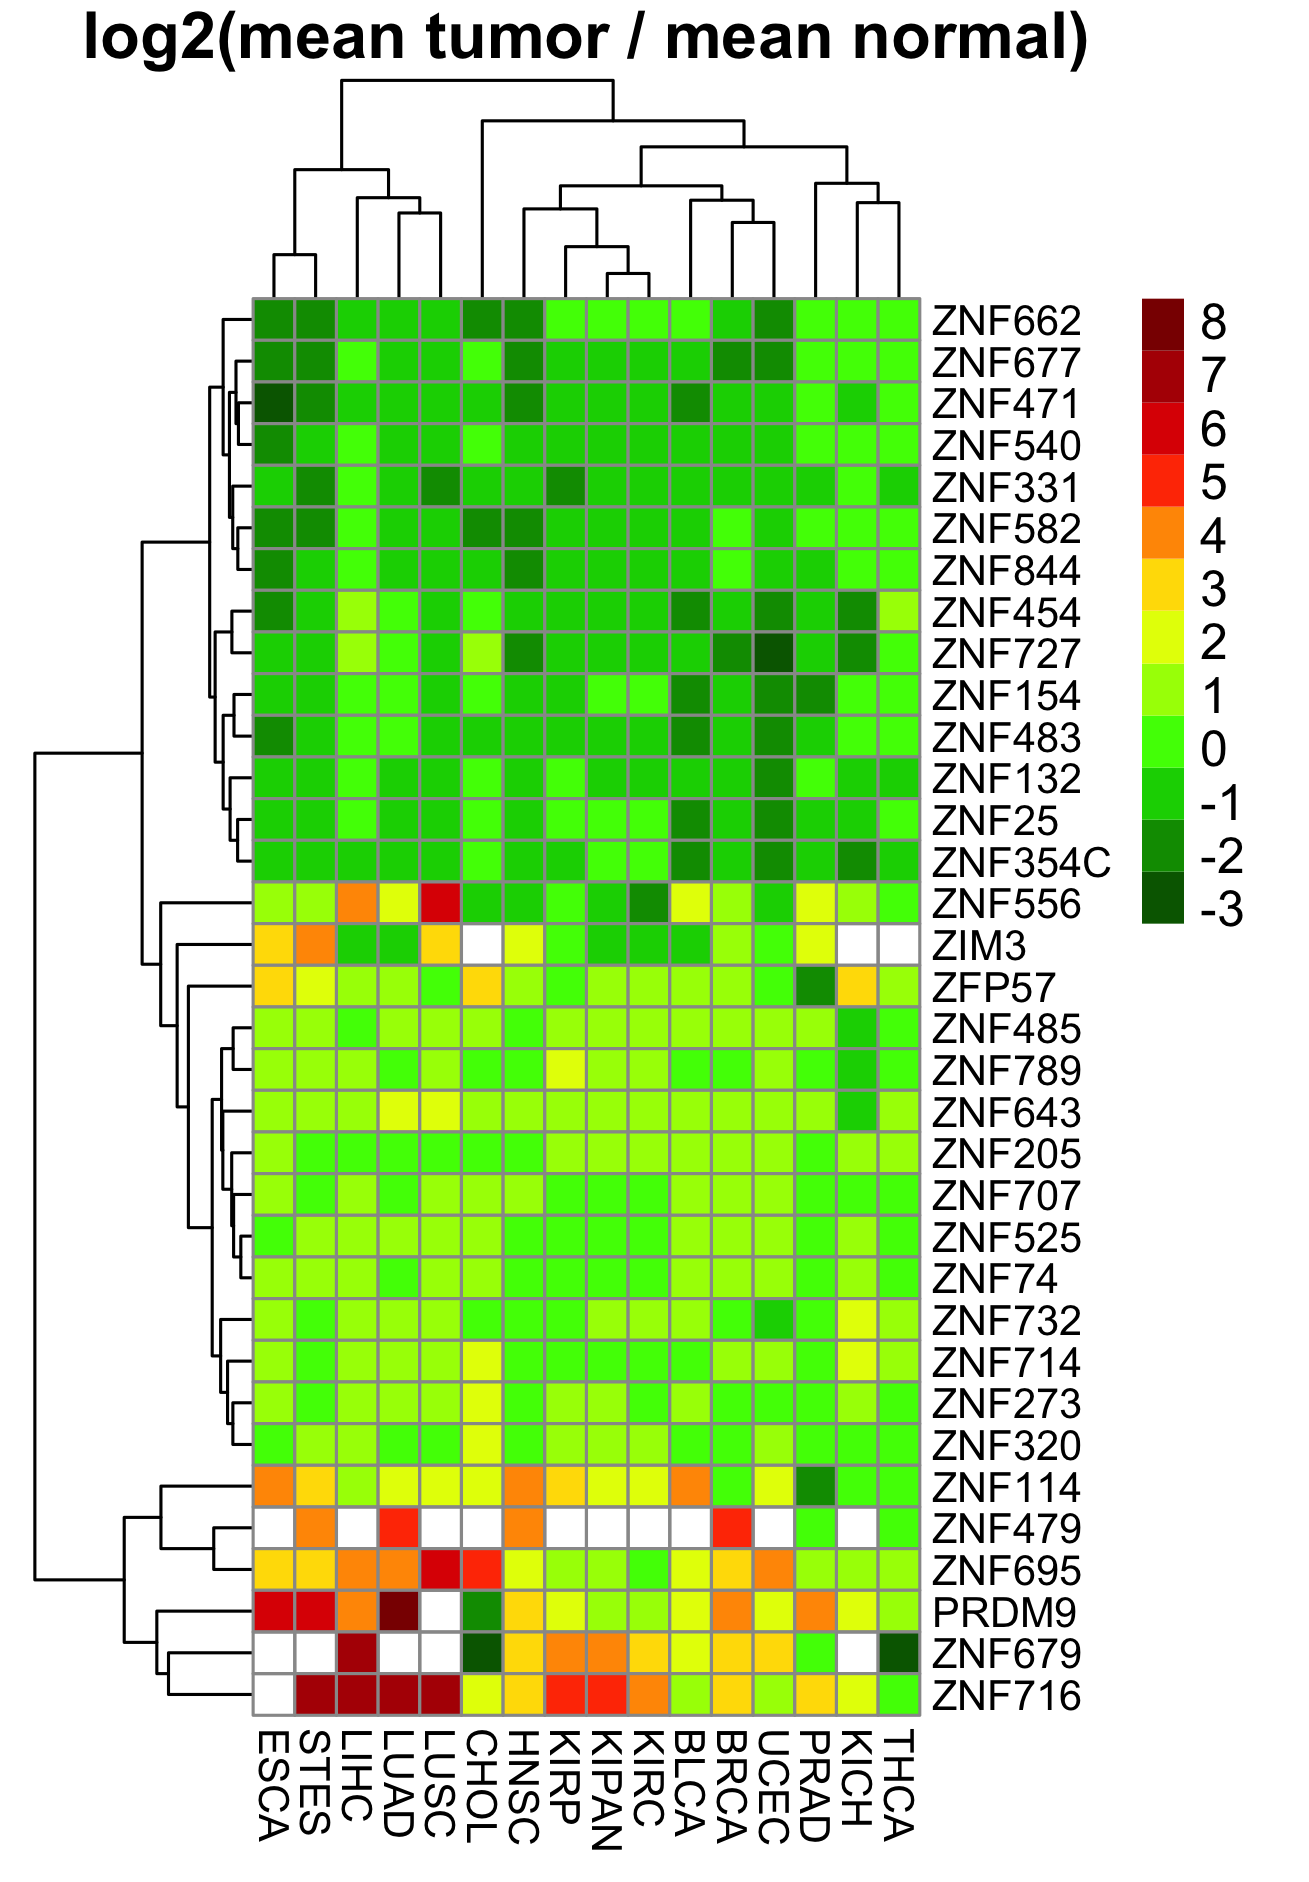 log2(mean tumor / mean normal)
ZNF662
ZNF677
ZNF471
ZNF540
ZNF331
ZNF582
ZNF844
ZNF454
ZNF727
ZNF154
ZNF483
ZNF132
ZNF25
ZNF354C
ZNF556
ZIM3
ZFP57
ZNF485
ZNF789
ZNF643
ZNF205
ZNF707
ZNF525
ZNF74
ZNF732
ZNF714
ZNF273
ZNF320
ZNF114
ZNF479
ZNF695
PRDM9
ZNF679
ZNF716
8
7
6
5
4
3
2
1
0
-1
-2
-3
ESCA
STES
LIHC
LUAD
LUSC
CHOL
HNSC
KIRP
KIPAN
KIRC
BLCA
BRCA
UCEC
PRAD
KICH
THCA